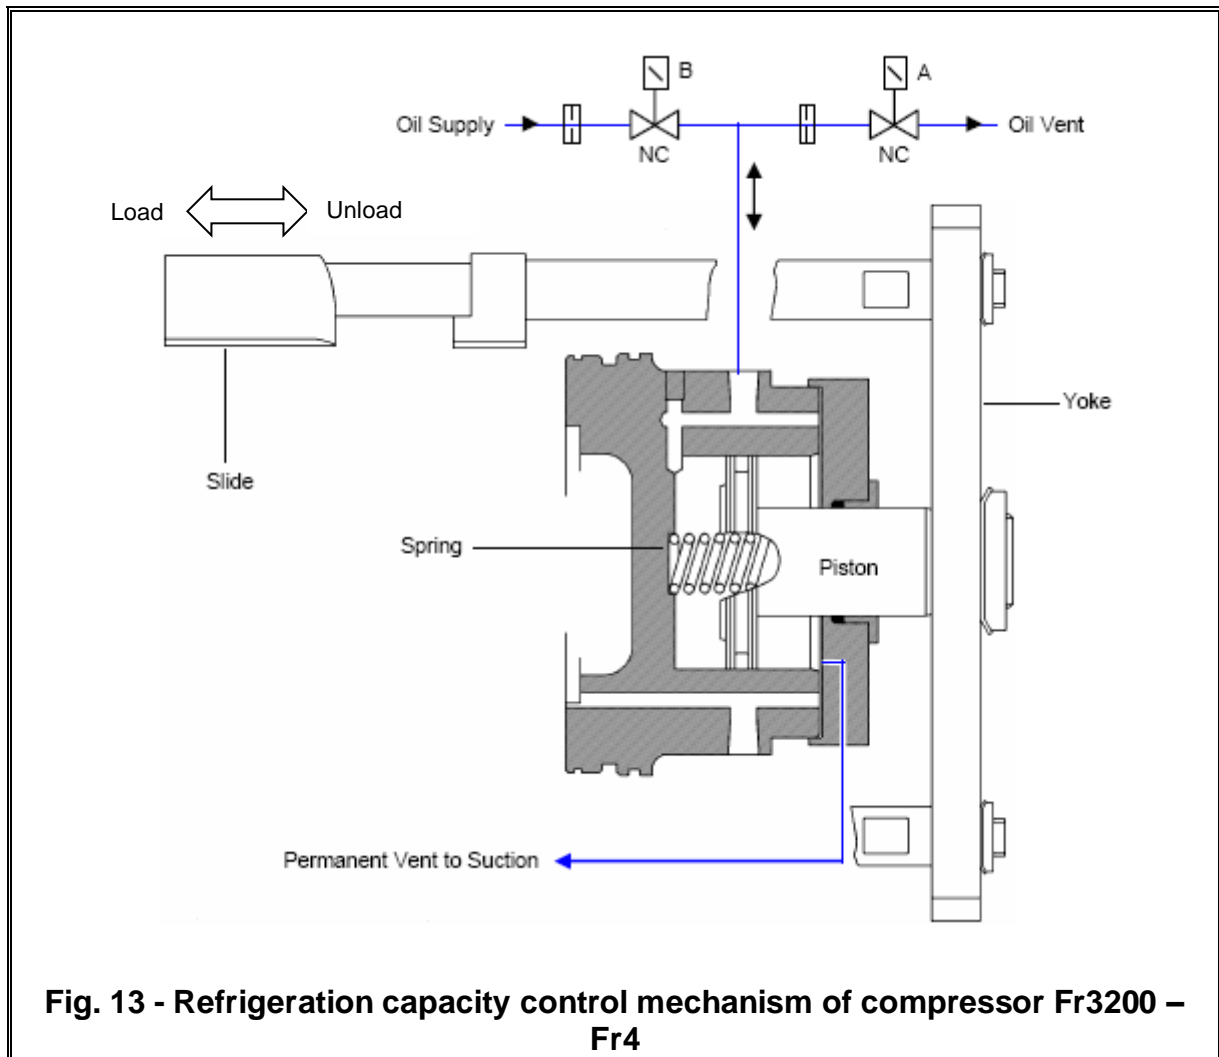 B
A
Oil Supply
Oil Vent
NC
NC
Load
Unload
Yoke
Slide
Spring
Piston
Permanent Vent to Suction
Fig. 13 - Refrigeration capacity control mechanism of compressor Fr3200 –
Fr4